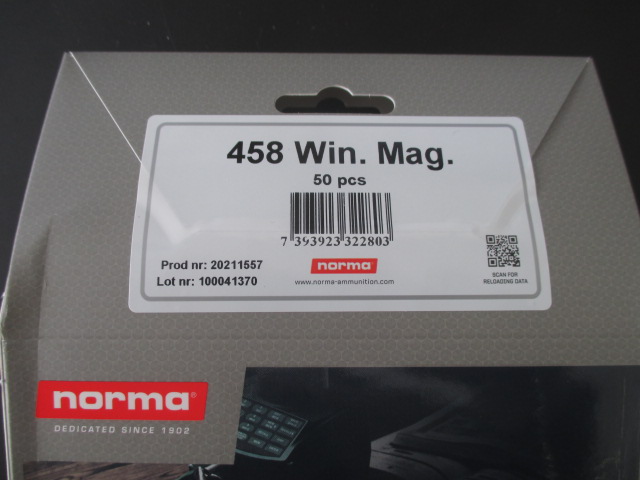 458 Win. Mag.
50 pcs
7 393923 322803
Prod nr: 20211557
Lot nr: 100041370
norma®
www.norma-ammunition.com
SCAN FOR
RELOADING DATA
norma®
DEDICATED SINCE 1902